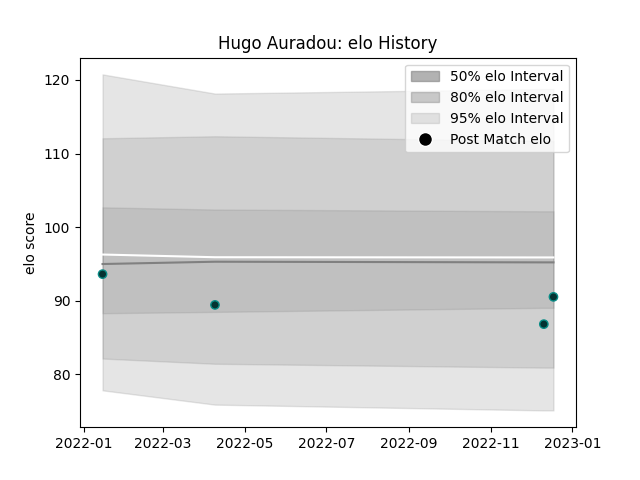 Hugo Auradou: elo History
50% elo Interval
80% elo Interval
95% elo Interval
Post Match elo
elo score
120
110
100
90
80
2022-01 2022-03 2022-05 2022-07 2022-09 2022-11 2023-01